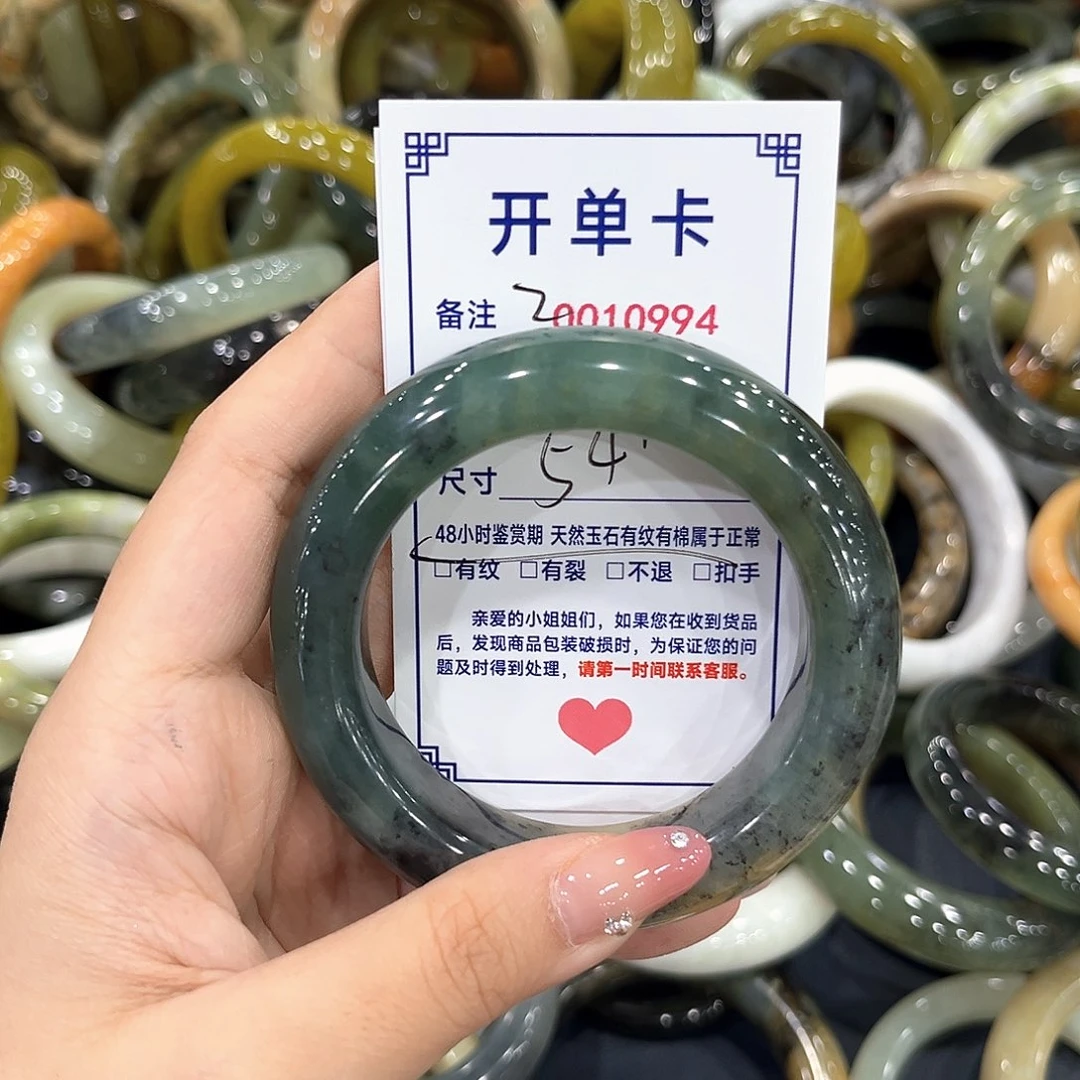 开单卡
备注 20010994
尺寸 54
48小时鉴赏期 天然玉石有纹有棉属于正常
□有纹 □有裂 □不退 □扣手
亲爱的小姐姐们，如果您在收到货品
后，发现商品包装破损时，为保证您的问
题及时得到处理，请第一时间联系客服。